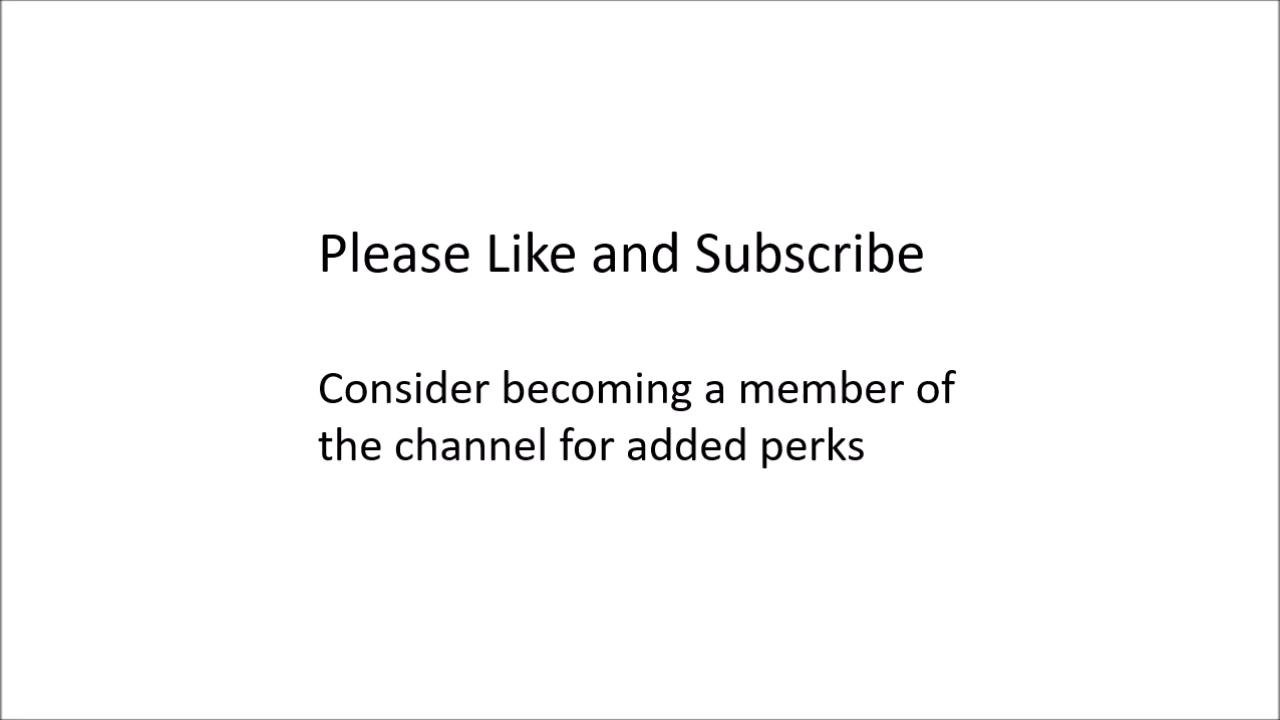 Please Like and Subscribe
Consider becoming a member of
the channel for added perks